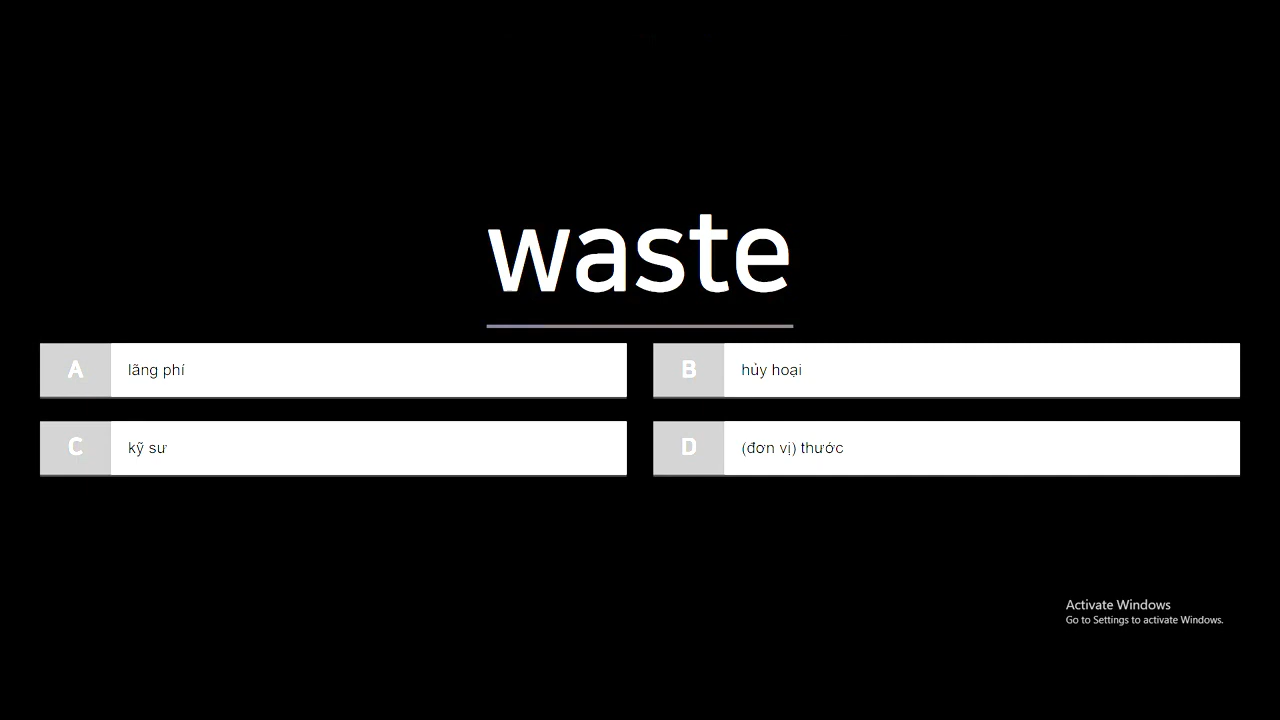 waste
A lãng phí
B hủy hoại
C kỹ sư
D (đơn vị) thước
Activate Windows
Go to Settings to activate Windows.